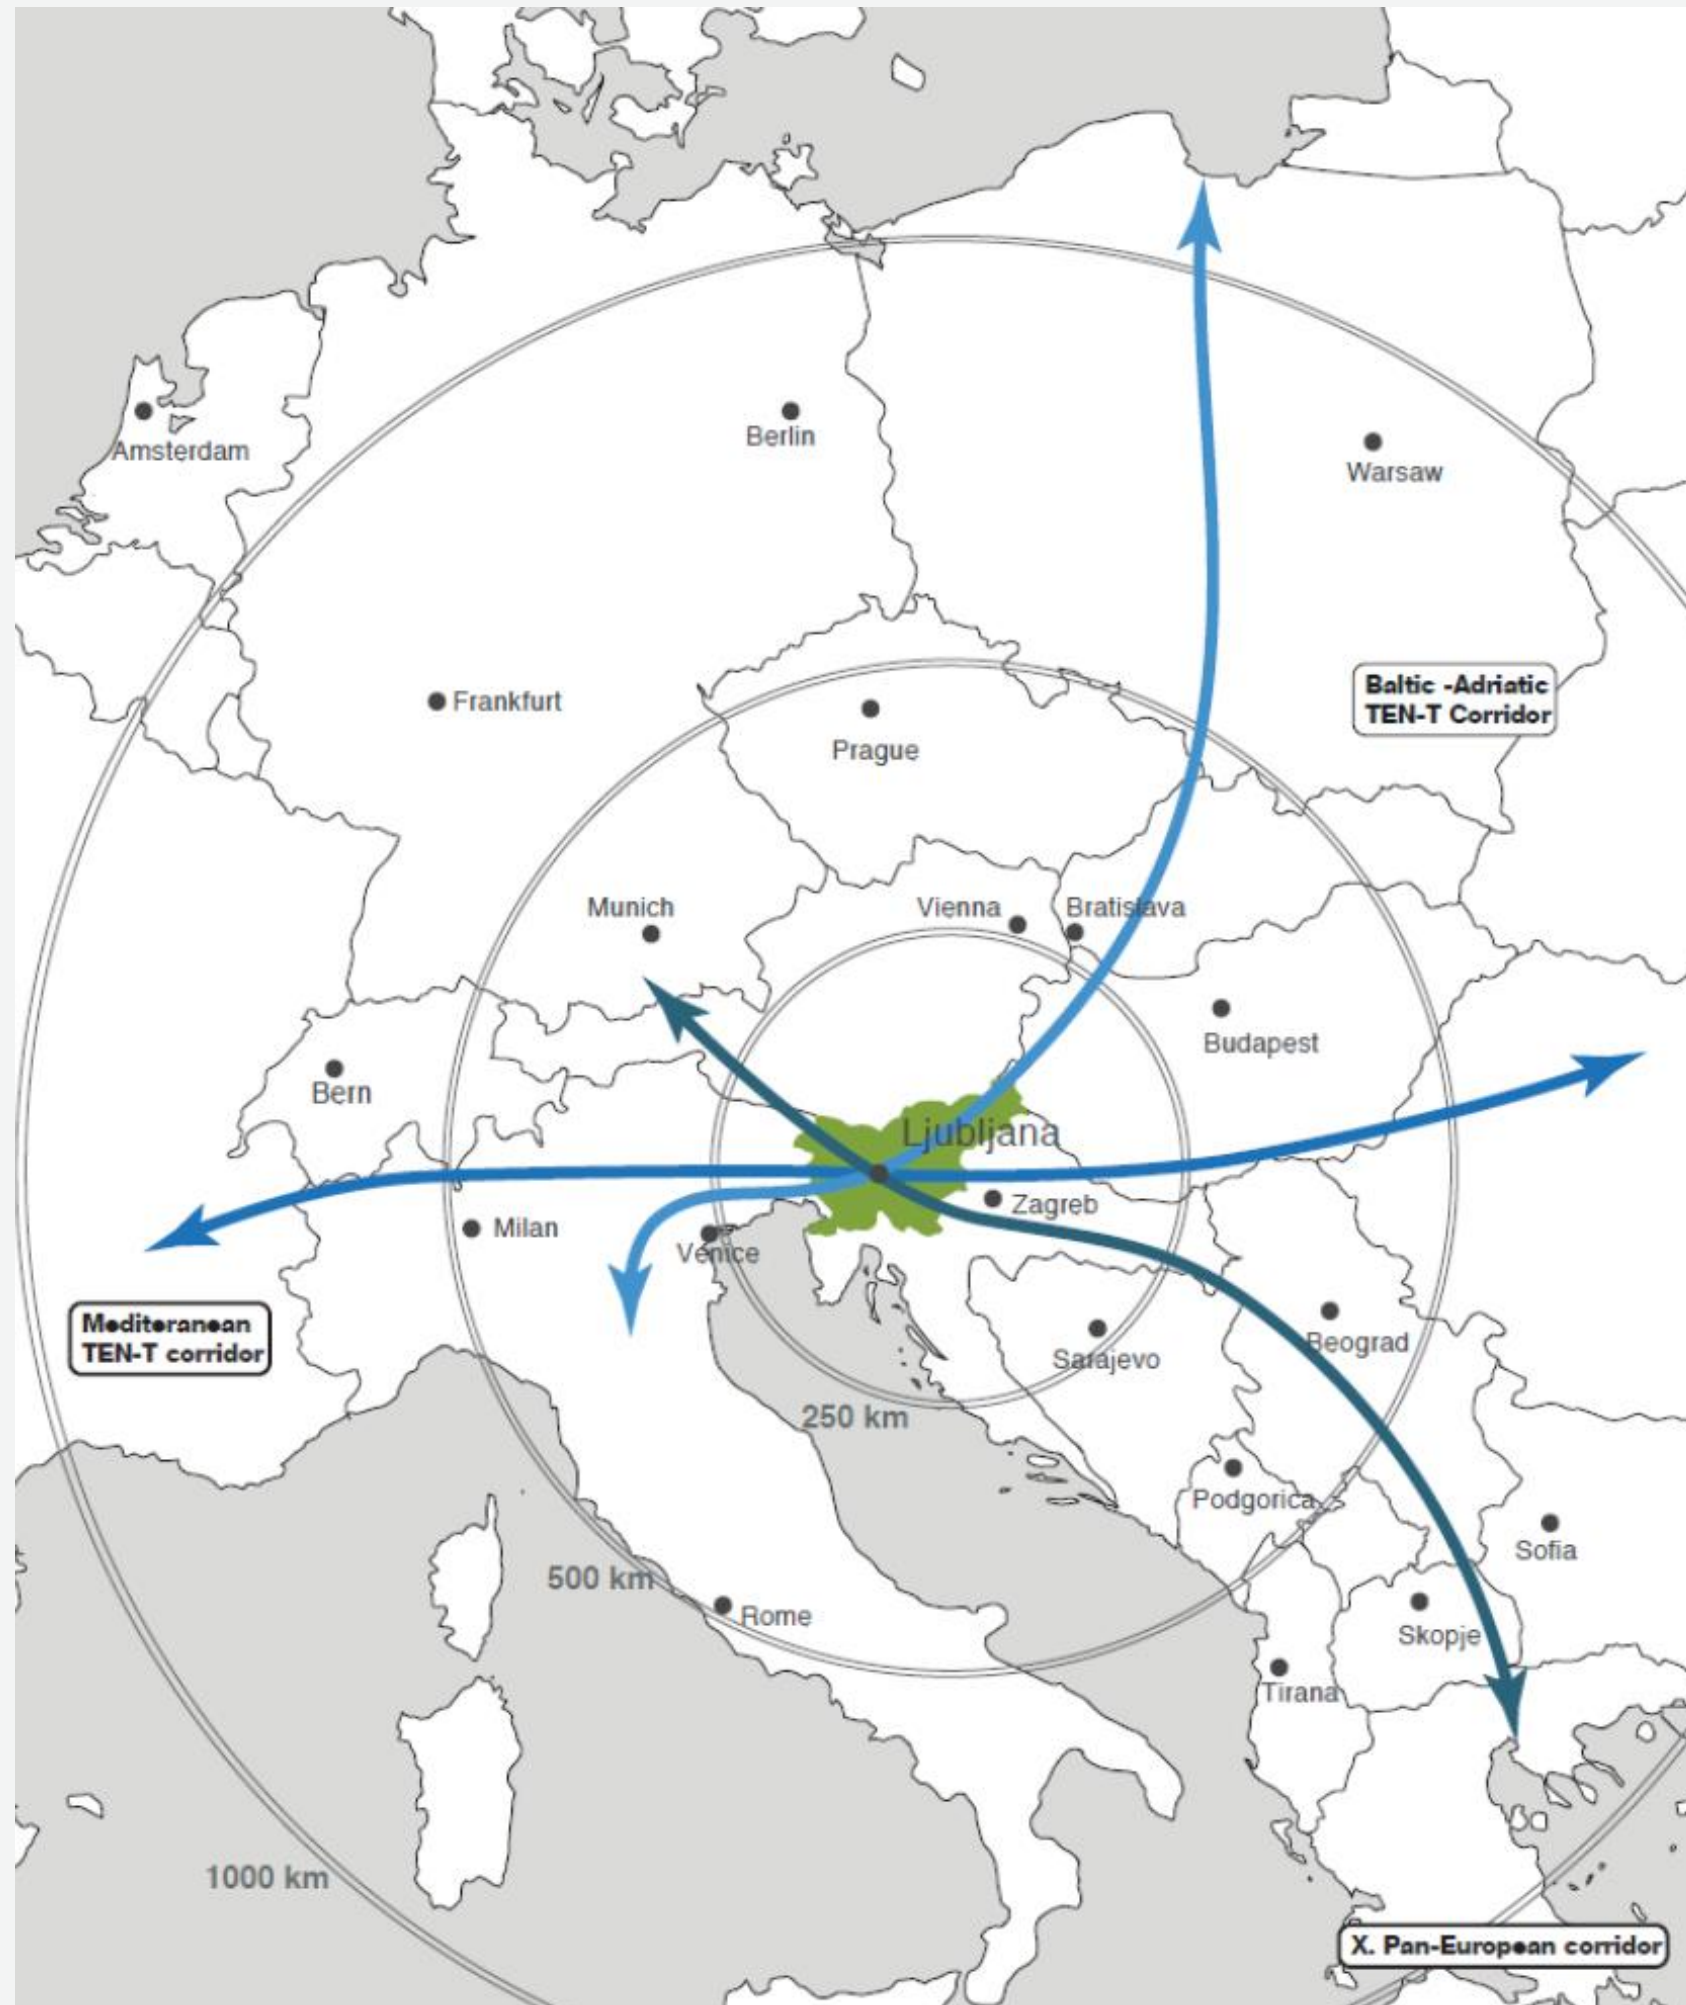 Amsterdam
Berlin
Warsaw
Baltic -Adriatic
TEN-T Corridor
Frankfurt
Prague
Munich
Vienna
Bratislava
Budapest
Bern
Ljubljana
Zagreb
Milan
Venice
Mediteranean
TEN-T corridor
Beograd
Sarajevo
250 km
Podgorica
Sofia
500 km
Rome
Skopje
Tirana
1000 km
X. Pan-European corridor